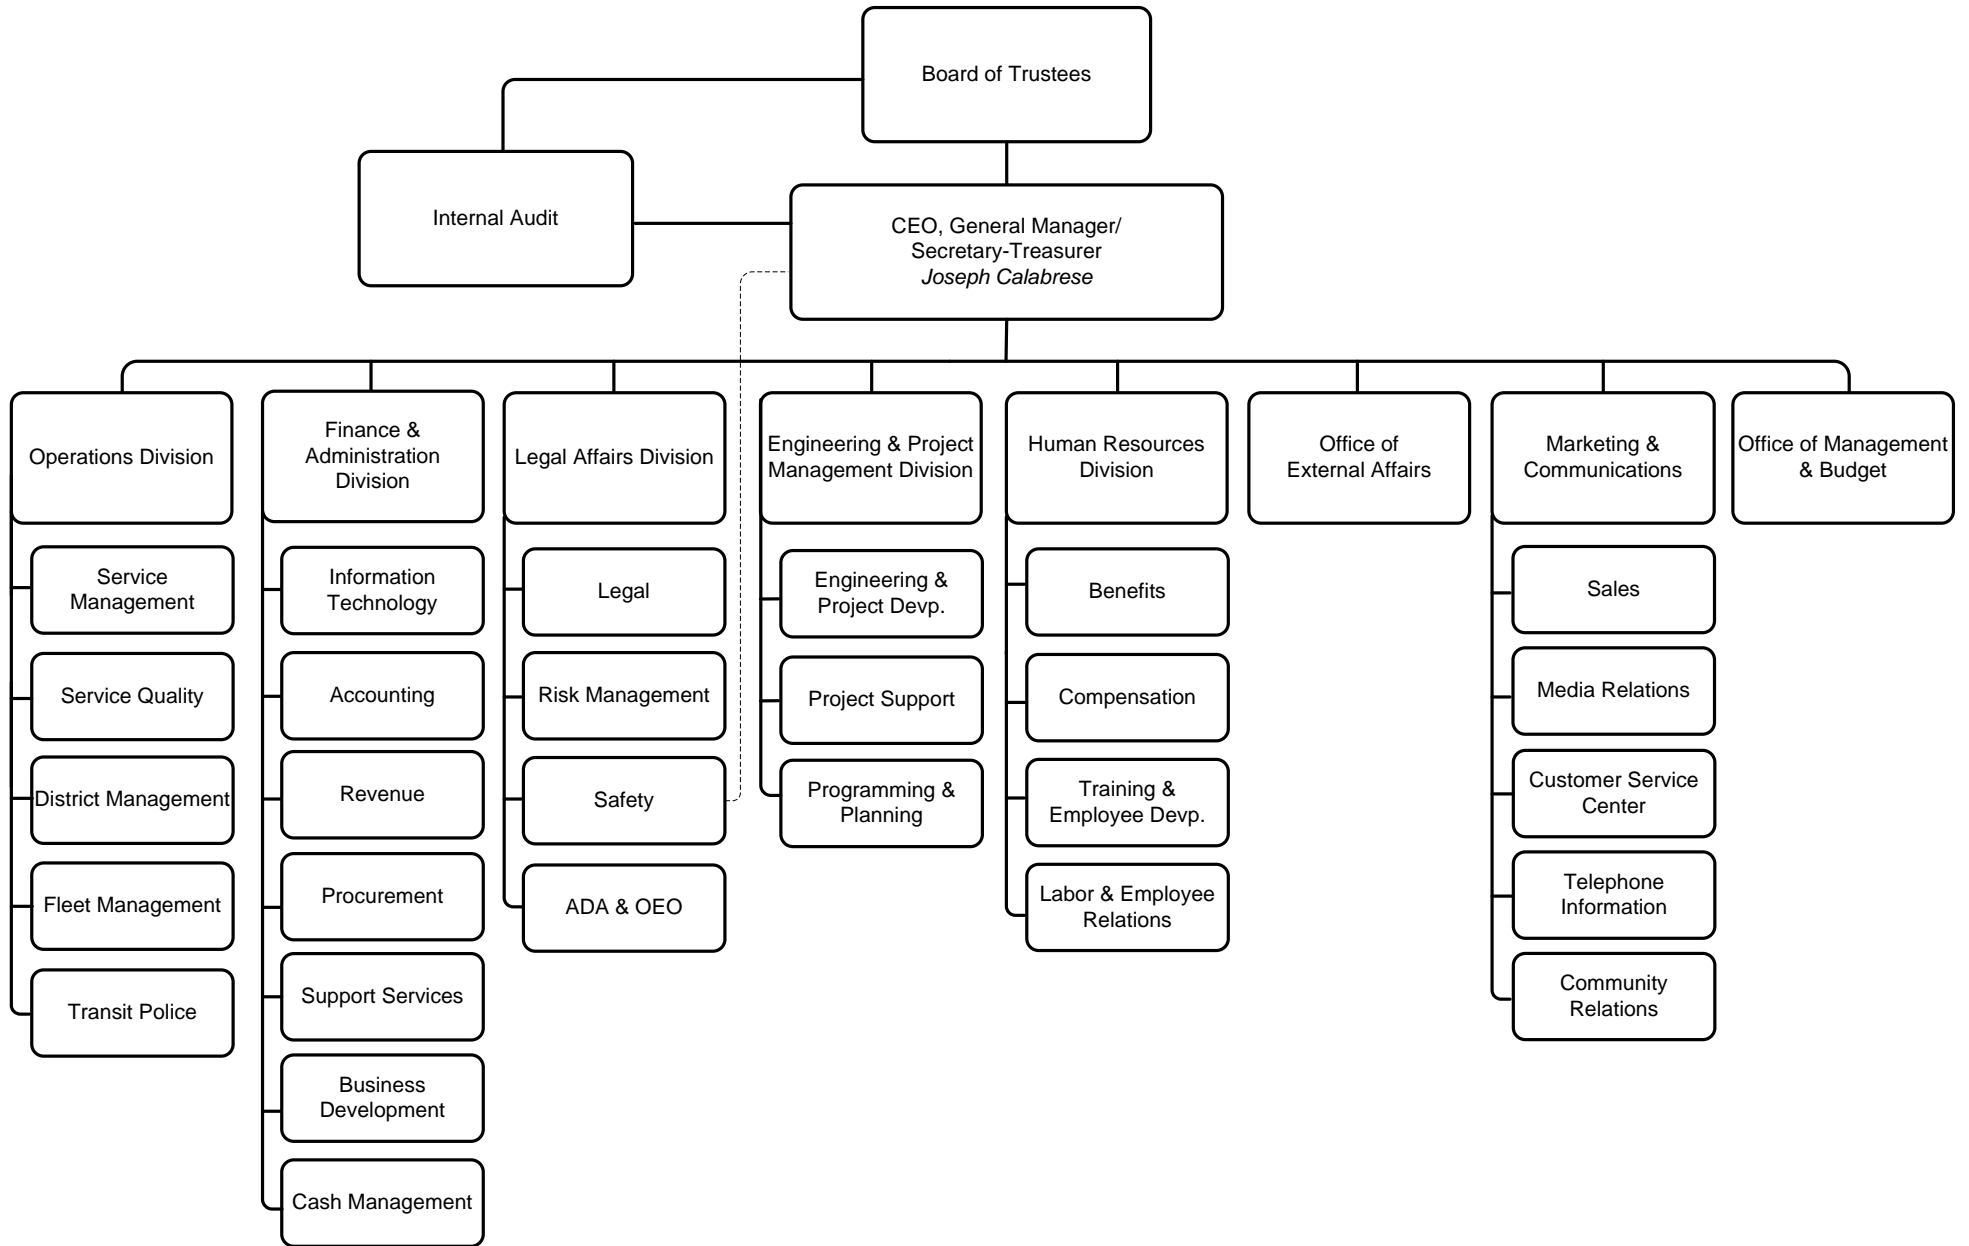 Board of Trustees
Internal Audit
CEO, General Manager/
Secretary-Treasurer
Joseph Calabrese
Operations Division
Service
Management
Service Quality
District Management
Fleet Management
Transit Police
Finance &
Administration
Division
Information
Technology
Accounting
Revenue
Procurement
Support Services
Business
Development
Cash Management
Legal Affairs Division
Legal
Risk Management
Safety
ADA & OEO
Engineering & Project
Management Division
Engineering &
Project Devp.
Project Support
Programming &
Planning
Human Resources
Division
Benefits
Compensation
Training &
Employee Devp.
Labor & Employee
Relations
Office of
External Affairs
Marketing &
Communications
Sales
Media Relations
Customer Service
Center
Telephone
Information
Community
Relations
Office of Management
& Budget